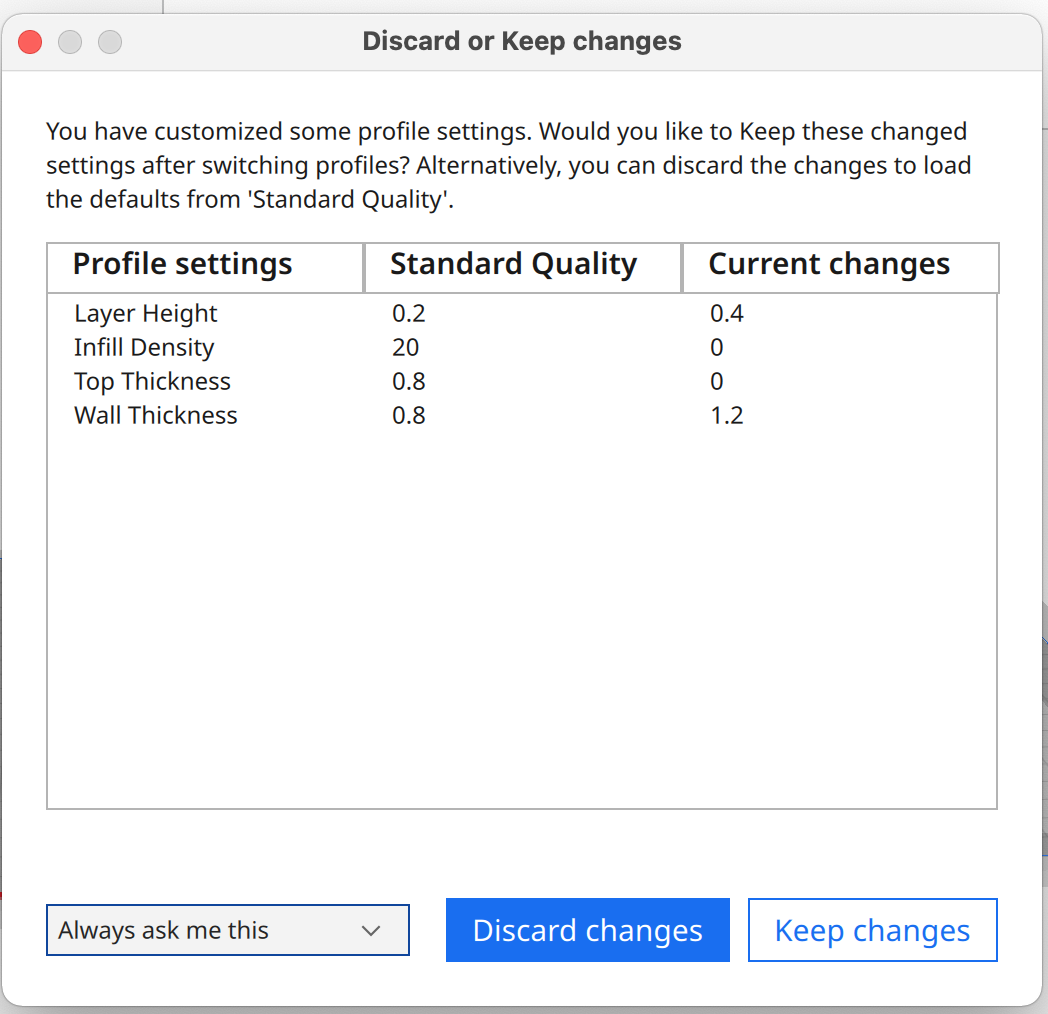 Discard or Keep changes
You have customized some profile settings. Would you like to Keep these changed
settings after switching profiles? Alternatively, you can discard the changes to load
the defaults from 'Standard Quality'.
Profile settings Standard Quality Current changes
Layer Height 0.2 0.4
Infill Density 20 0
Top Thickness 0.8 0
Wall Thickness 0.8 1.2
Always ask me this Discard changes Keep changes